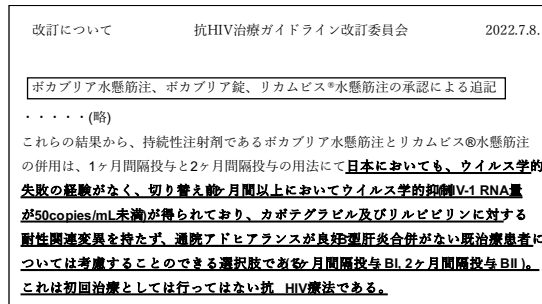 改訂について 抗HIV治療ガイドライン改訂委員会 2022.7.8.
ボカブリア水懸筋注、ボカブリア錠、リカムビス®水懸筋注の承認による追記
・・・・・(略)
これらの結果から、持続性注射剤であるボカブリア水懸筋注とリカムビス®水懸筋注
の併用は、1ヶ月間隔投与と2ヶ月間隔投与の用法にて日本においても、ウイルス学的
失敗の経験がなく、切り替え前ヶ月間以上においてウイルス学的抑制IV-1 RNA量
が50copies/mL未満が得られており、カボテグラビル及びリルピビリンに対する
耐性関連変異を持たず、通院アドヒアランスが良好型肝炎合併がない既治療患者に
ついては考慮することのできる選択肢であヶ月間隔投与 BI, 2ヶ月間隔投与 BII )。
これは初回治療としては行ってはない抗 HIV療法である。